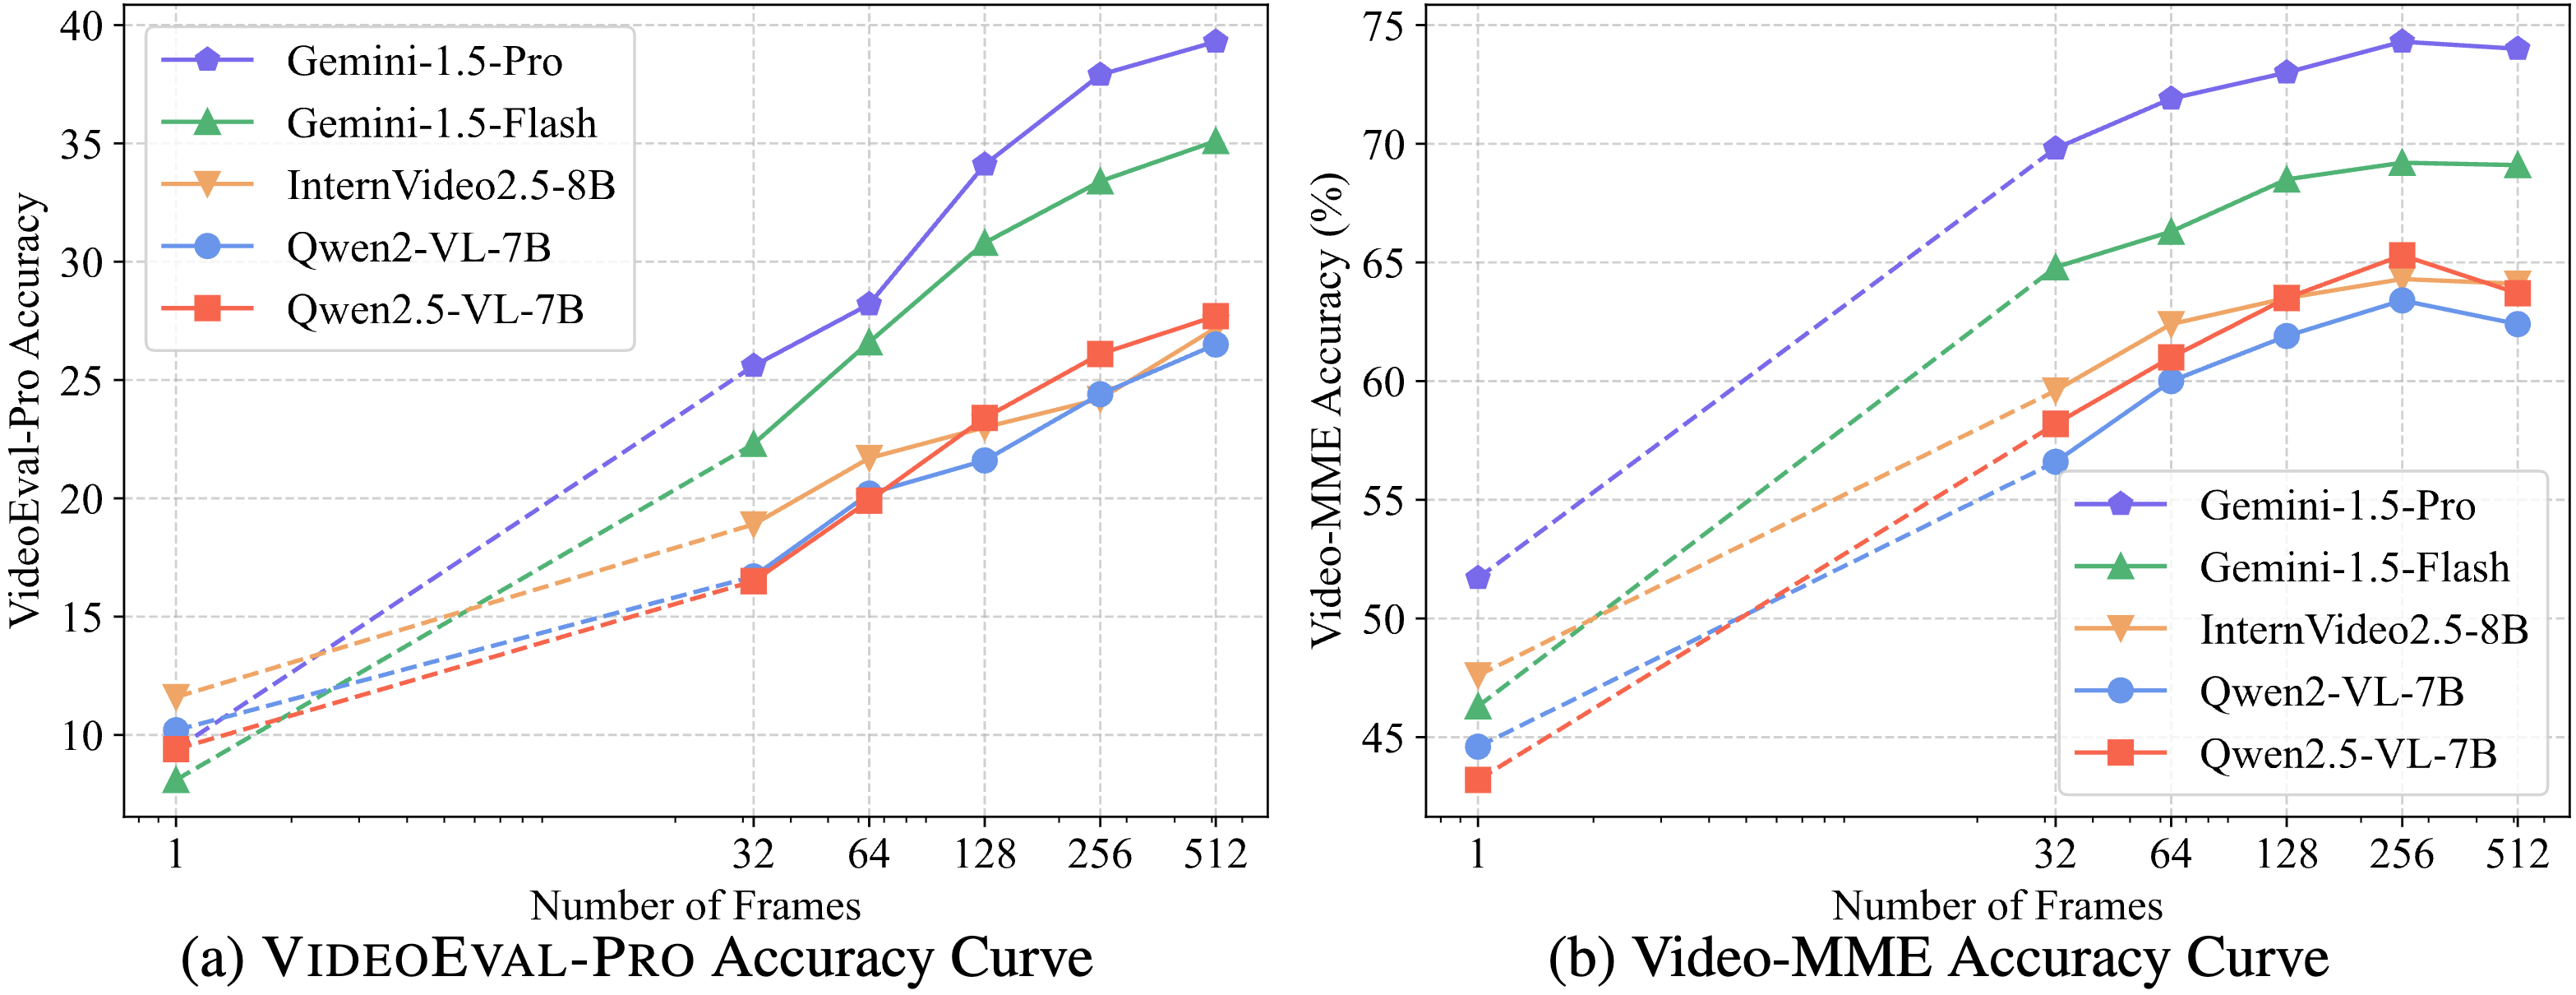 VideoEval-Pro Accuracy
40
35
30
25
20
15
10
Gemini-1.5-Pro
Gemini-1.5-Flash
InternVideo2.5-8B
Qwen2-VL-7B
Qwen2.5-VL-7B
1 32 64 128 256 512
Number of Frames
(a) VIDEOEVAL-PRO Accuracy Curve
Video-MME Accuracy (%)
75
70
65
60
55
50
45
Gemini-1.5-Pro
Gemini-1.5-Flash
InternVideo2.5-8B
Qwen2-VL-7B
Qwen2.5-VL-7B
1 32 64 128 256 512
Number of Frames
(b) Video-MME Accuracy Curve